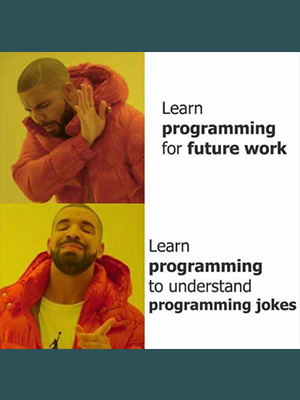 Learn
programming
for future work
Learn
programming
to understand
programming jokes